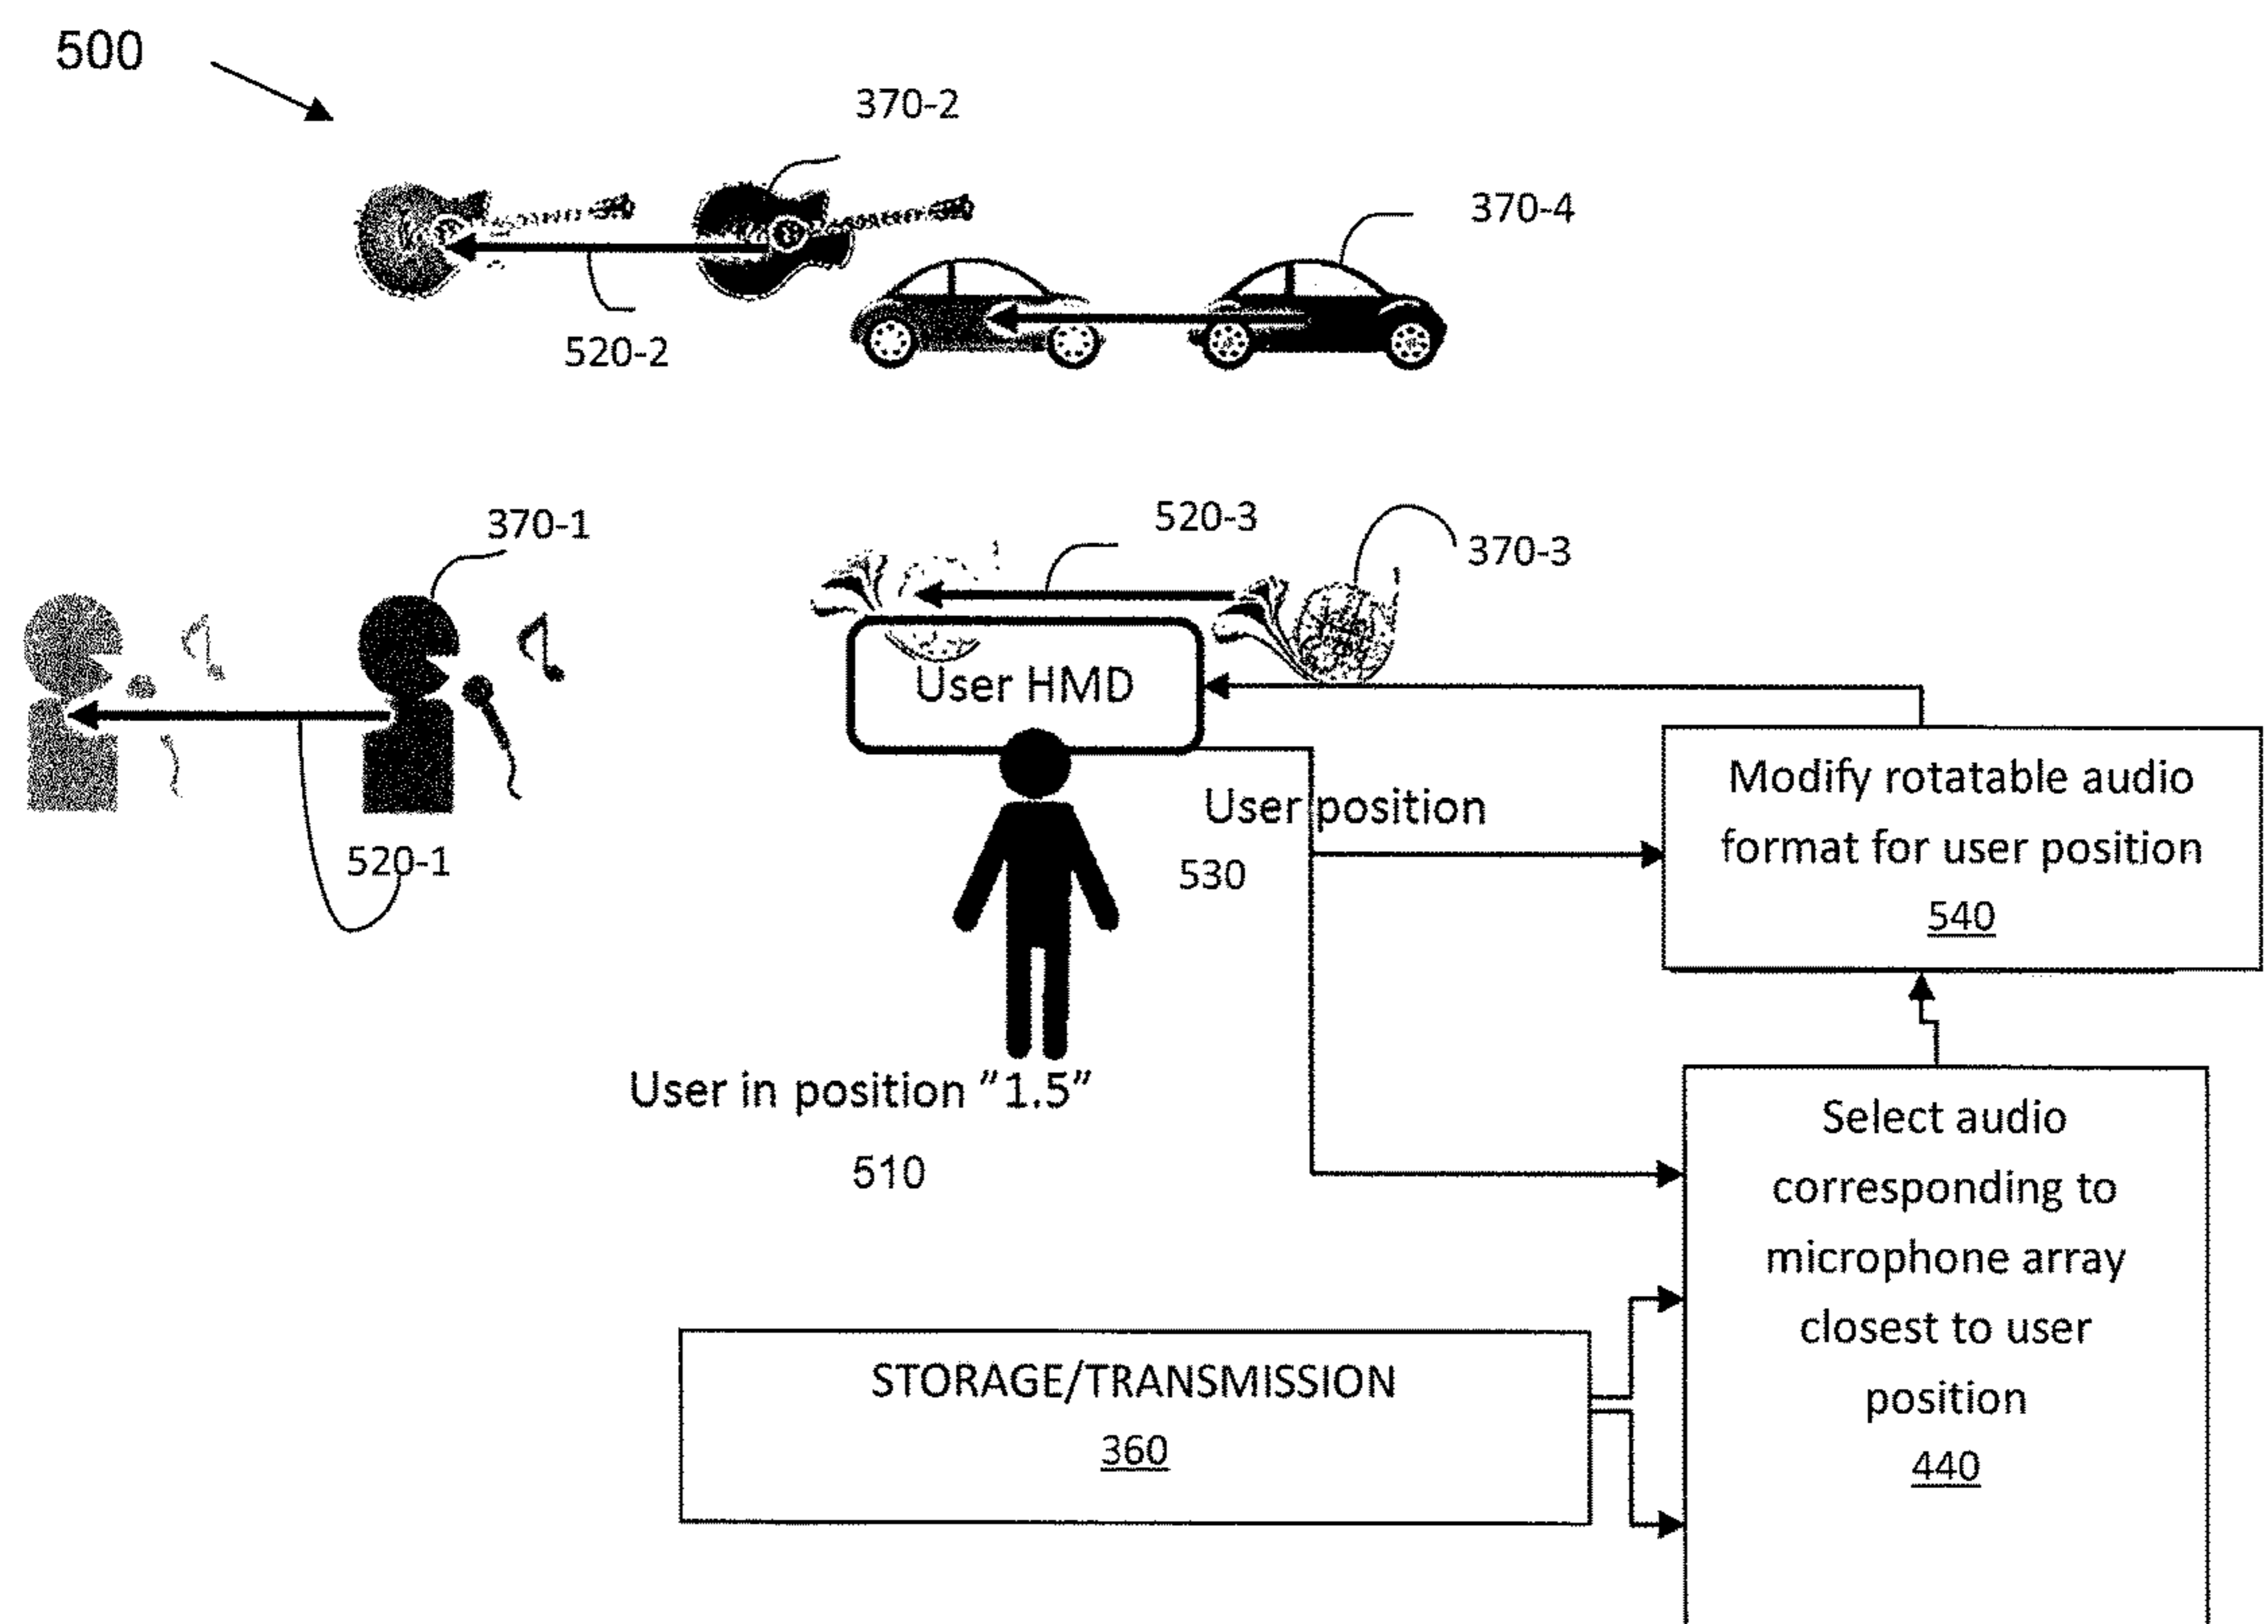 500
370-2
370-4
520-2
370-1
520-3
370-3
User HMD
520-1
User position
530
Modify rotatable audio
format for user position
540
User in position "1.5"
510
Select audio
corresponding to
microphone array
closest to user
position
440
STORAGE/TRANSMISSION
360